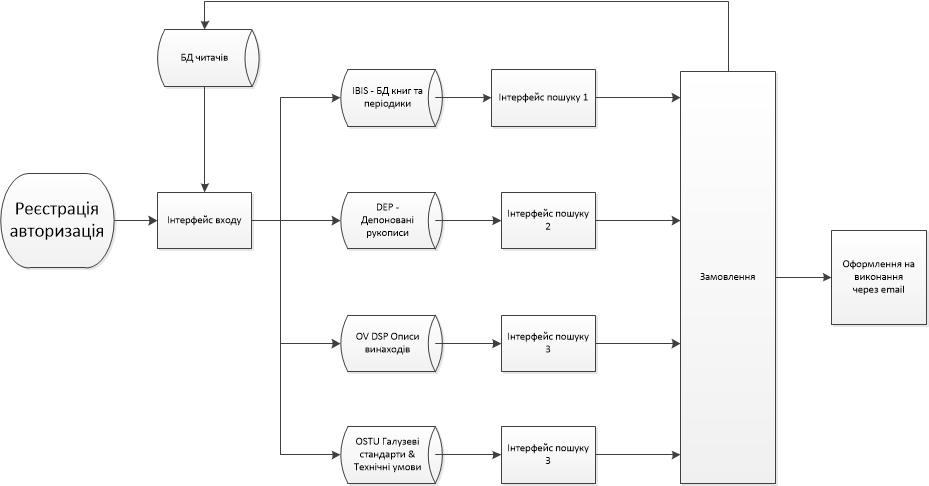 БД читачів
IBIS - БД книг та
періодики
Інтерфейс пошуку 1
Реєстрація
авторизація
Інтерфейс входу
DEP -
Депоновані
рукописи
Інтерфейс пошуку
2
Замовлення
Оформлення на
виконання
через email
OV DSP Описи
винаходів
Інтерфейс пошуку
3
OSTU Галузеві
стандарти &
Технічні умови
Інтерфейс пошуку
3